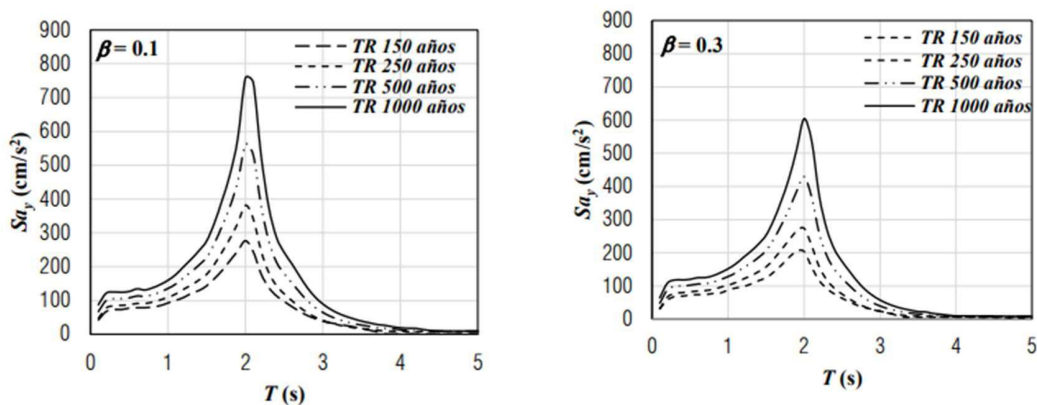 β = 0.1
TR 150 años
TR 250 años
TR 500 años
TR 1000 años
900
800
700
600
500
400
300
200
100
0
Sa_y (cm/s²)
0 1 2 3 4 5
T (s)
β = 0.3
TR 150 años
TR 250 años
TR 500 años
TR 1000 años
900
800
700
600
500
400
300
200
100
0
Sa_y (cm/s²)
0 1 2 3 4 5
T (s)